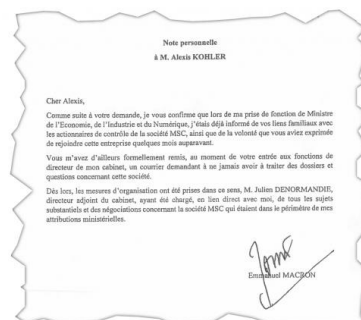 Note personnelle
à M. Alexis KOHLER
Cher Alexis,
Comme suite à votre demande, je vous confirme que lors de ma prise de fonction de Ministre
de l'Economie, de l'Industrie et du Numérique, j'étais déjà informé de vos liens familiaux avec
les actionnaires de contrôle de la société MSC, ainsi que de la volonté que vous aviez exprimée
de rejoindre cette entreprise quelques mois auparavant.
Vous m'avez d'ailleurs formellement remis, au moment de votre entrée aux fonctions de
directeur de mon cabinet, un courrier demandant à ne jamais avoir à traiter des dossiers et
questions concernant cette société.
Dès lors, les mesures d'organisation ont été prises dans ce sens, M. Julien DENORMANDIE,
directeur adjoint du cabinet, ayant été chargé, en lien direct avec moi, de tous les sujets
substantiels et des négociations concernant la société MSC qui étaient dans le périmètre de mes
attributions ministérielles.
Emmanuel MACRON